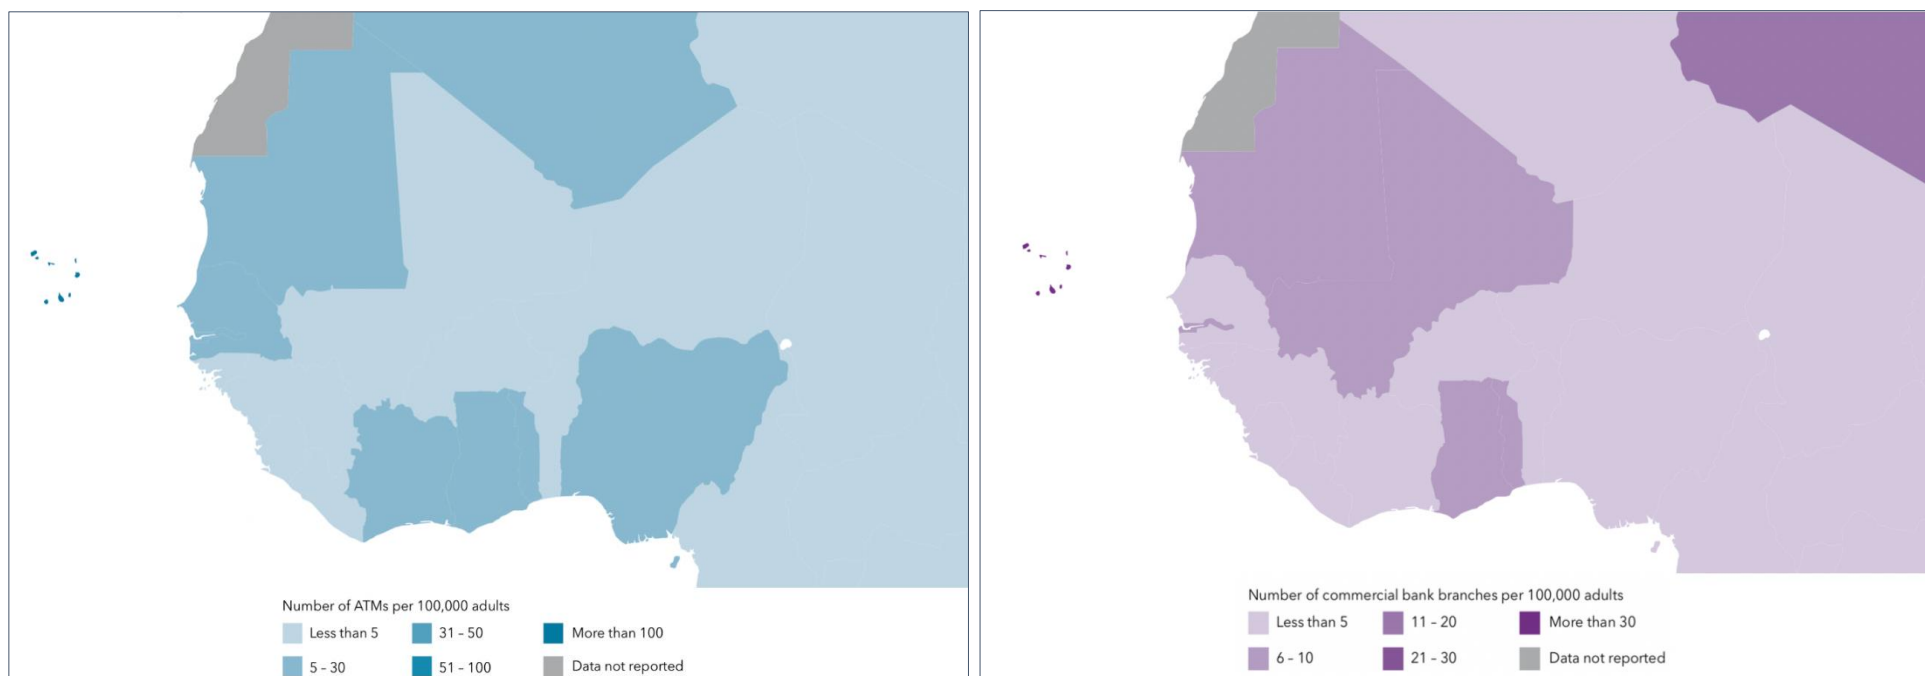 Number of ATMs per 100,000 adults
Less than 5
31 – 50
More than 100
5 – 30
51 – 100
Data not reported
Number of commercial bank branches per 100,000 adults
Less than 5
11 – 20
More than 30
6 – 10
21 – 30
Data not reported